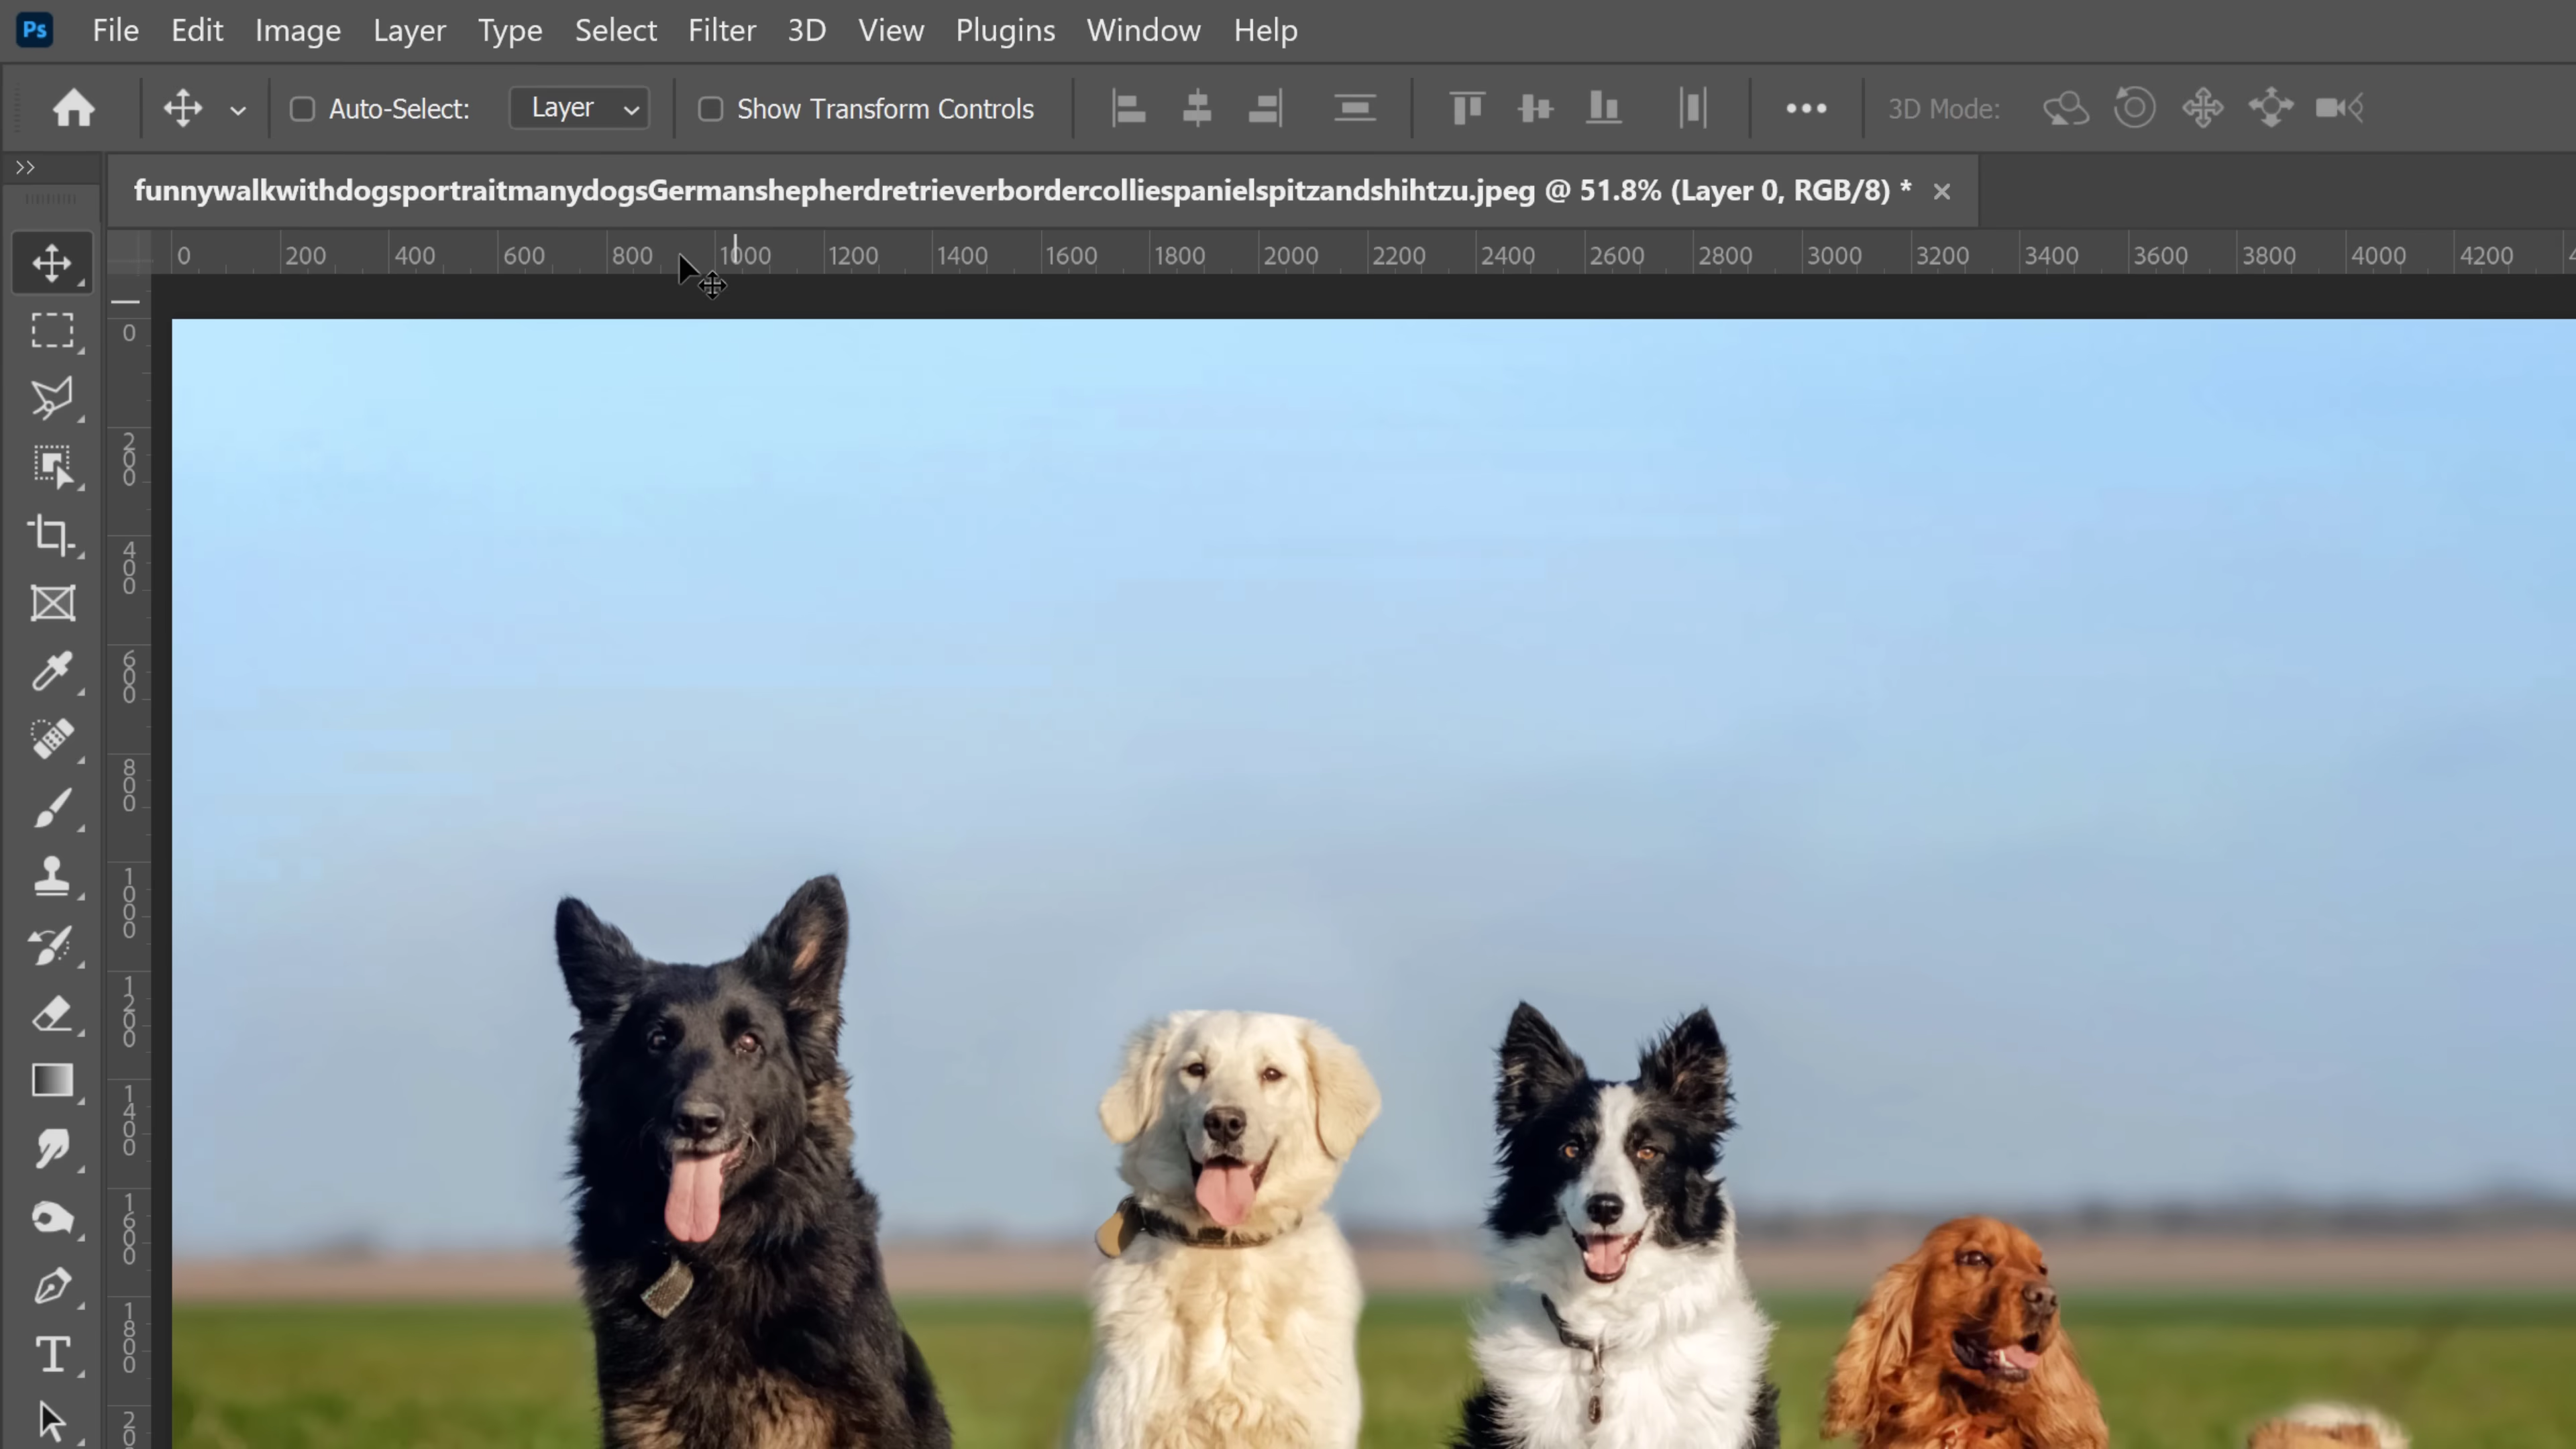 Ps File Edit Image Layer Type Select Filter 3D View Plugins Window Help
Auto-Select: Layer Show Transform Controls ••• 3D Mode:
funnywalkwithdogsportraitmanydogsGermanshepherdretrieverbordercolliespanielspitzandshihtzu.jpeg @ 51.8% (Layer 0, RGB/8) * ×
0 200 400 600 800 1000 1200 1400 1600 1800 2000 2200 2400 2600 2800 3000 3200 3400 3600 3800 4000 4200
0
200
400
600
800
1000
1200
1400
1600
1800
20